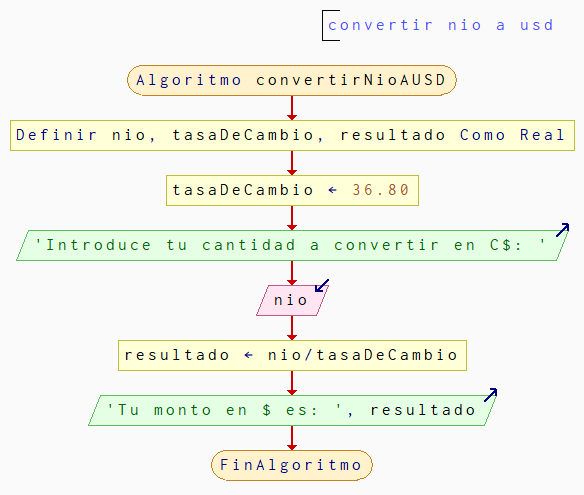 convertir nio a usd
Algoritmo convertirNioAUSD
Definir nio, tasaDeCambio, resultado Como Real
tasaDeCambio ← 36.80
'Introduce tu cantidad a convertir en C$: '
nio
resultado ← nio/tasaDeCambio
'Tu monto en $ es: ', resultado
FinAlgoritmo